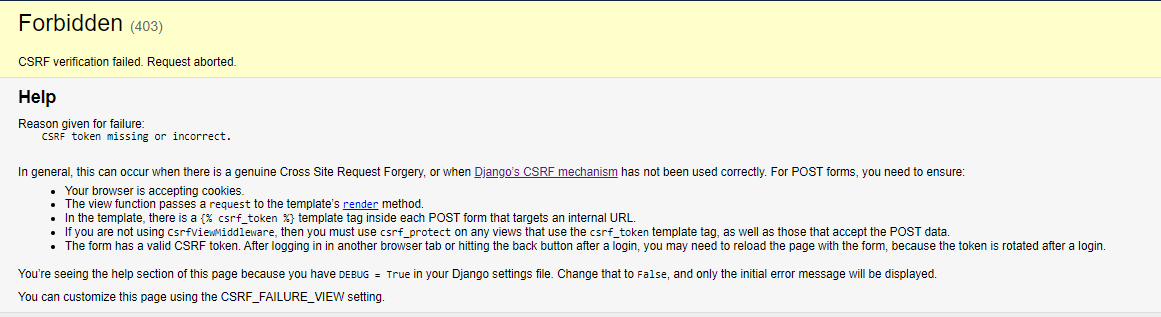 Forbidden (403)
CSRF verification failed. Request aborted.
Help
Reason given for failure:
CSRF token missing or incorrect.
In general, this can occur when there is a genuine Cross Site Request Forgery, or when Django's CSRF mechanism has not been used correctly. For POST forms, you need to ensure:
• Your browser is accepting cookies.
• The view function passes a request to the template's render method.
• In the template, there is a {% csrf_token %} template tag inside each POST form that targets an internal URL.
• If you are not using CsrfViewMiddleware, then you must use csrf_protect on any views that use the csrf_token template tag, as well as those that accept the POST data.
• The form has a valid CSRF token. After logging in in another browser tab or hitting the back button after a login, you may need to reload the page with the form, because the token is rotated after a login.
You're seeing the help section of this page because you have DEBUG = True in your Django settings file. Change that to False, and only the initial error message will be displayed.
You can customize this page using the CSRF_FAILURE_VIEW setting.